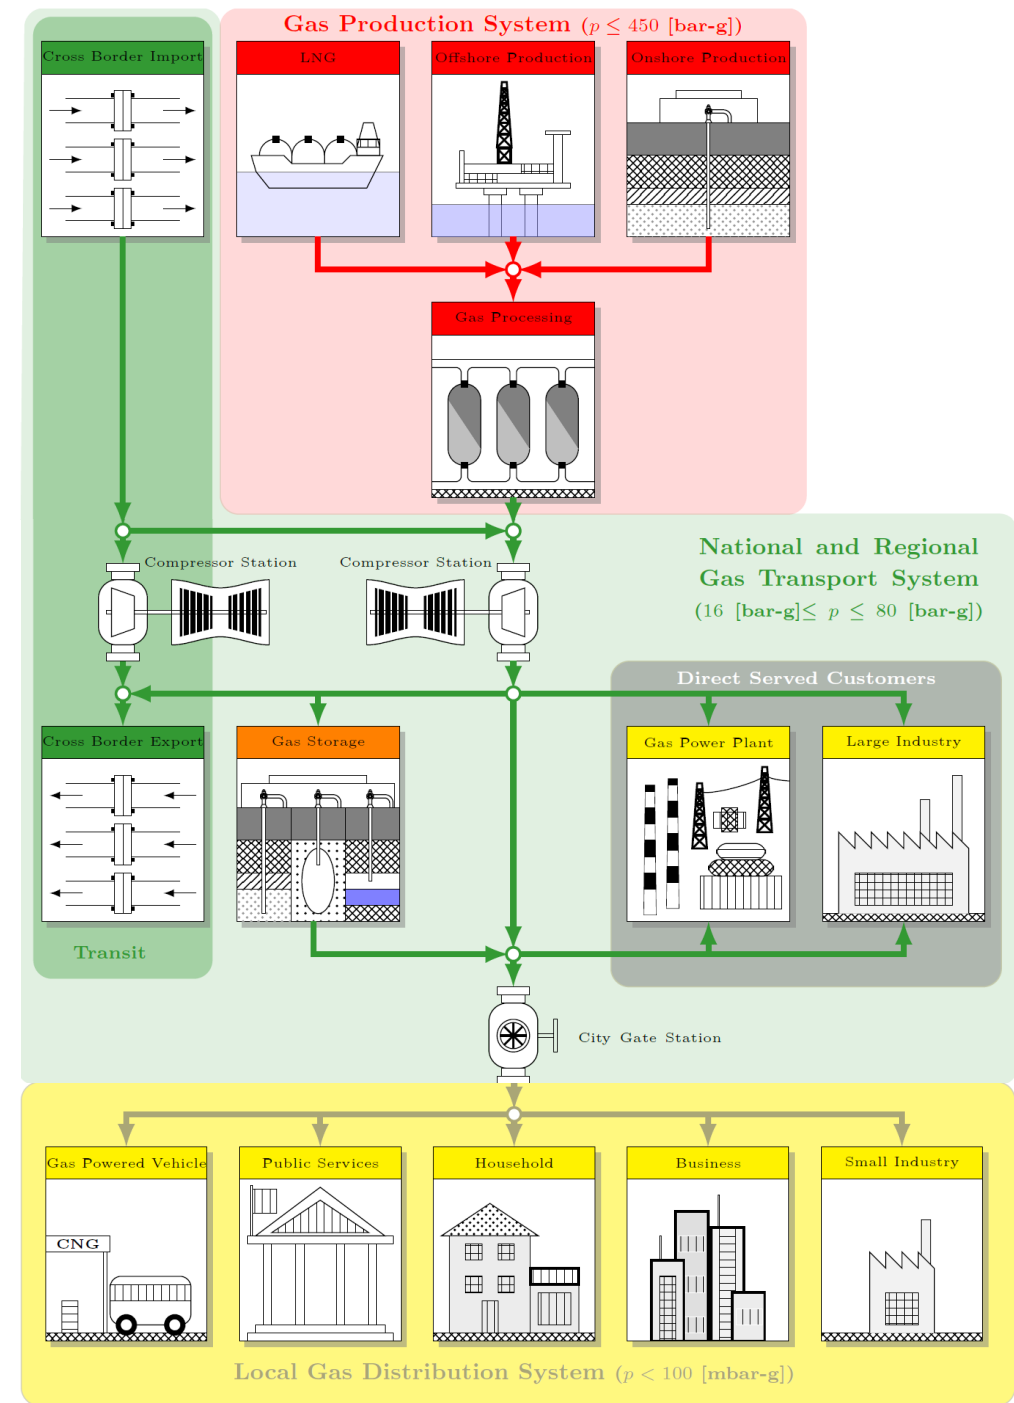 Gas Production System (p ≤ 450 [bar-g])
Cross Border Import
LNG
Offshore Production
Onshore Production
Gas Processing
Compressor Station
Compressor Station
National and Regional
Gas Transport System
(16 [bar-g]≤ p ≤ 80 [bar-g])
Direct Served Customers
Cross Border Export
Gas Storage
Gas Power Plant
Large Industry
Transit
City Gate Station
Gas Powered Vehicle
Public Services
Household
Business
Small Industry
CNG
Local Gas Distribution System (p < 100 [mbar-g])